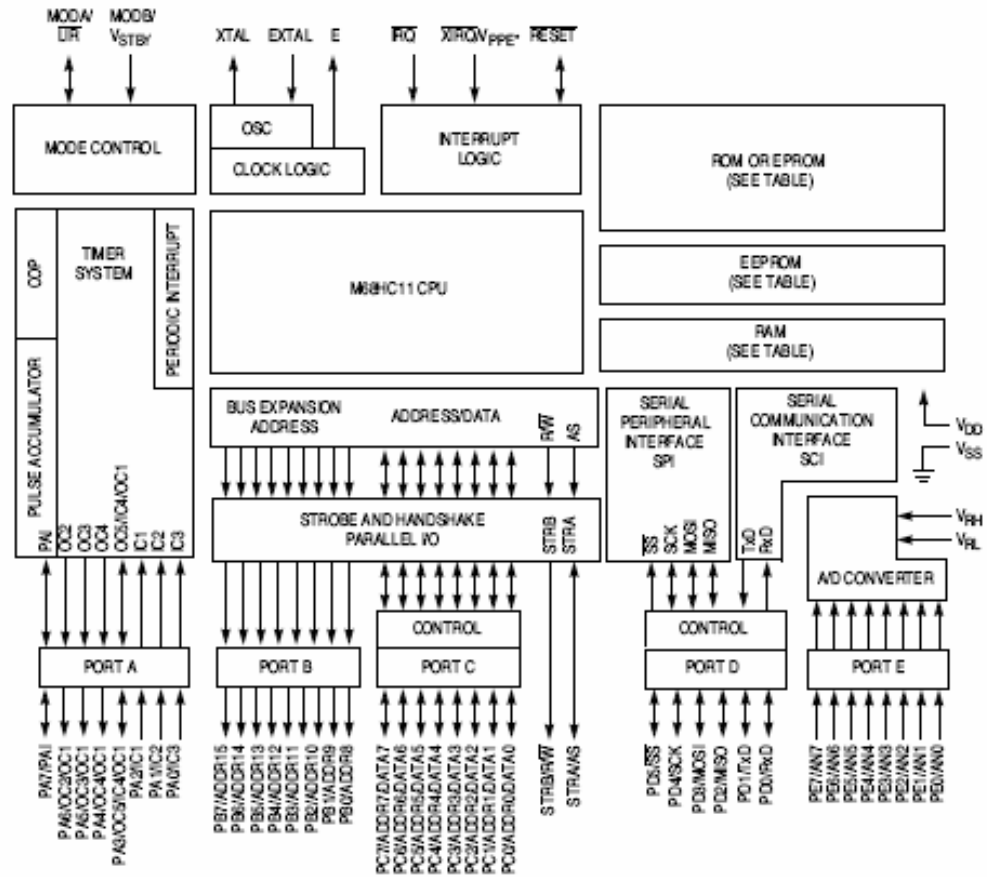 MODA/
LIR
MODB/
VSTBY
XTAL
EXTAL
E
IRQ
XIRQ/VPPE*
RESET
MODE CONTROL
OSC
CLOCK LOGIC
INTERRUPT
LOGIC
ROM OR EPROM
(SEE TABLE)
COP
TIMER
SYSTEM
PERIODIC INTERRUPT
M68HC11 CPU
EEPROM
(SEE TABLE)
RAM
(SEE TABLE)
PULSE ACCUMULATOR
PAI
OC2
OC3
OC4
OC5/IC4/OC1
IC1
IC2
IC3
BUS EXPANSION
ADDRESS
ADDRESS/DATA
R/W
AS
STROBE AND HANDSHAKE
PARALLEL I/O
STRB
STRA
SERIAL
PERIPHERAL
INTERFACE
SPI
SS
SCK
MOSI
MISO
SERIAL
COMMUNICATION
INTERFACE
SCI
TxD
RxD
VDD
VSS
VRH
VRL
A/D CONVERTER
CONTROL
CONTROL
PORT A
PORT B
PORT C
PORT D
PORT E
PA7/PAI
PA6/OC2/OC1
PA5/OC3/OC1
PA4/OC4/OC1
PA3/OC5/IC4/OC1
PA2/IC1
PA1/IC2
PA0/IC3
PB7/ADDR15
PB6/ADDR14
PB5/ADDR13
PB4/ADDR12
PB3/ADDR11
PB2/ADDR10
PB1/ADDR9
PB0/ADDR8
PC7/ADDR7/DATA7
PC6/ADDR6/DATA6
PC5/ADDR5/DATA5
PC4/ADDR4/DATA4
PC3/ADDR3/DATA3
PC2/ADDR2/DATA2
PC1/ADDR1/DATA1
PC0/ADDR0/DATA0
STRB/R/W
STRA/AS
PD5/SS
PD4/SCK
PD3/MOSI
PD2/MISO
PD1/TxD
PD0/RxD
PE7/AN7
PE6/AN6
PE5/AN5
PE4/AN4
PE3/AN3
PE2/AN2
PE1/AN1
PE0/AN0